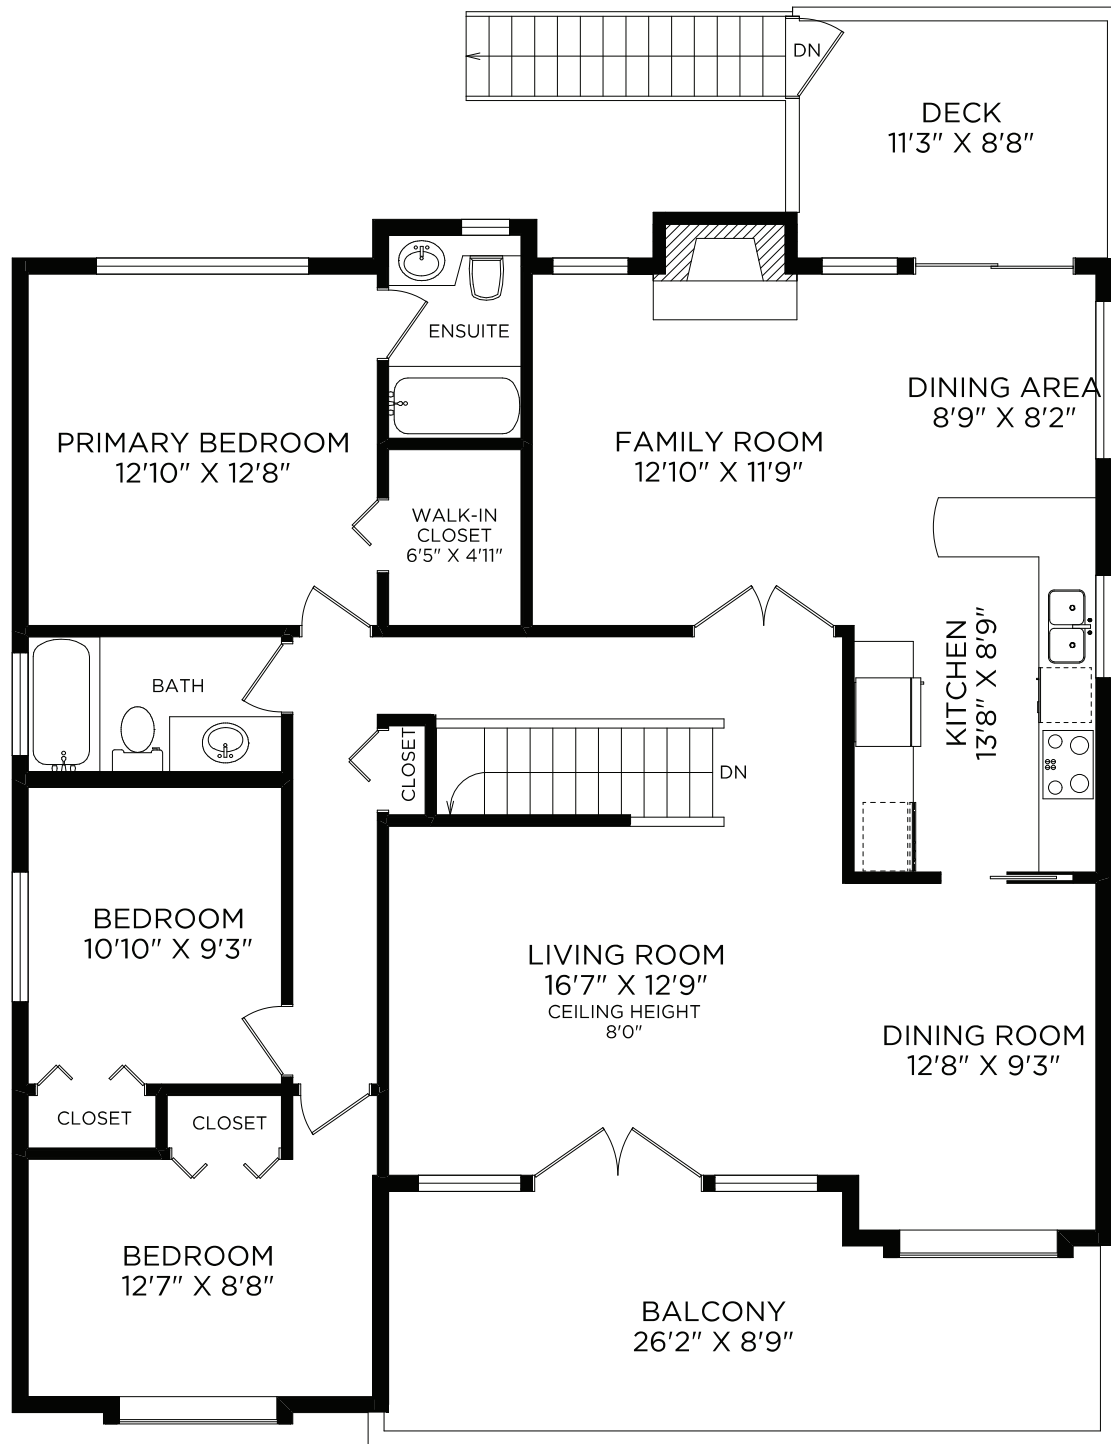 DN
DECK
11'3" X 8'8"
ENSUITE
DINING AREA
8'9" X 8'2"
PRIMARY BEDROOM
12'10" X 12'8"
FAMILY ROOM
12'10" X 11'9"
WALK-IN
CLOSET
6'5" X 4'11"
KITCHEN
13'8" X 8'9"
BATH
CLOSET
DN
BEDROOM
10'10" X 9'3"
LIVING ROOM
16'7" X 12'9"
CEILING HEIGHT
8'0"
DINING ROOM
12'8" X 9'3"
CLOSET
CLOSET
BEDROOM
12'7" X 8'8"
BALCONY
26'2" X 8'9"